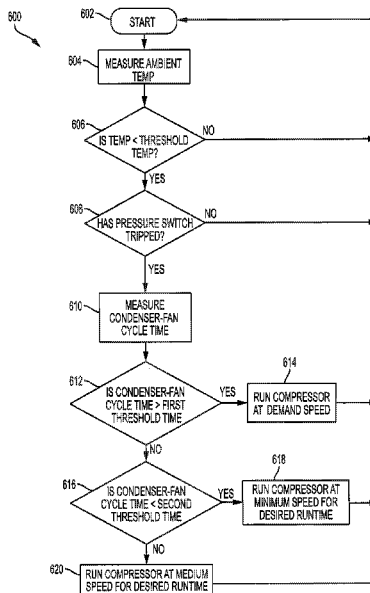 600
602
START
604
MEASURE AMBIENT
TEMP
606
IS TEMP < THRESHOLD
TEMP?
NO
YES
608
HAS PRESSURE SWITCH
TRIPPED?
NO
YES
610
MEASURE
CONDENSER-FAN
CYCLE TIME
612
IS CONDENSER-FAN
CYCLE TIME > FIRST
THRESHOLD TIME
YES
614
RUN COMPRESSOR
AT DEMAND SPEED
NO
616
IS CONDENSER-FAN
CYCLE TIME < SECOND
THRESHOLD TIME
YES
618
RUN COMPRESSOR AT
MINIMUM SPEED FOR
DESIRED RUNTIME
NO
620
RUN COMPRESSOR AT MEDIUM
SPEED FOR DESIRED RUNTIME